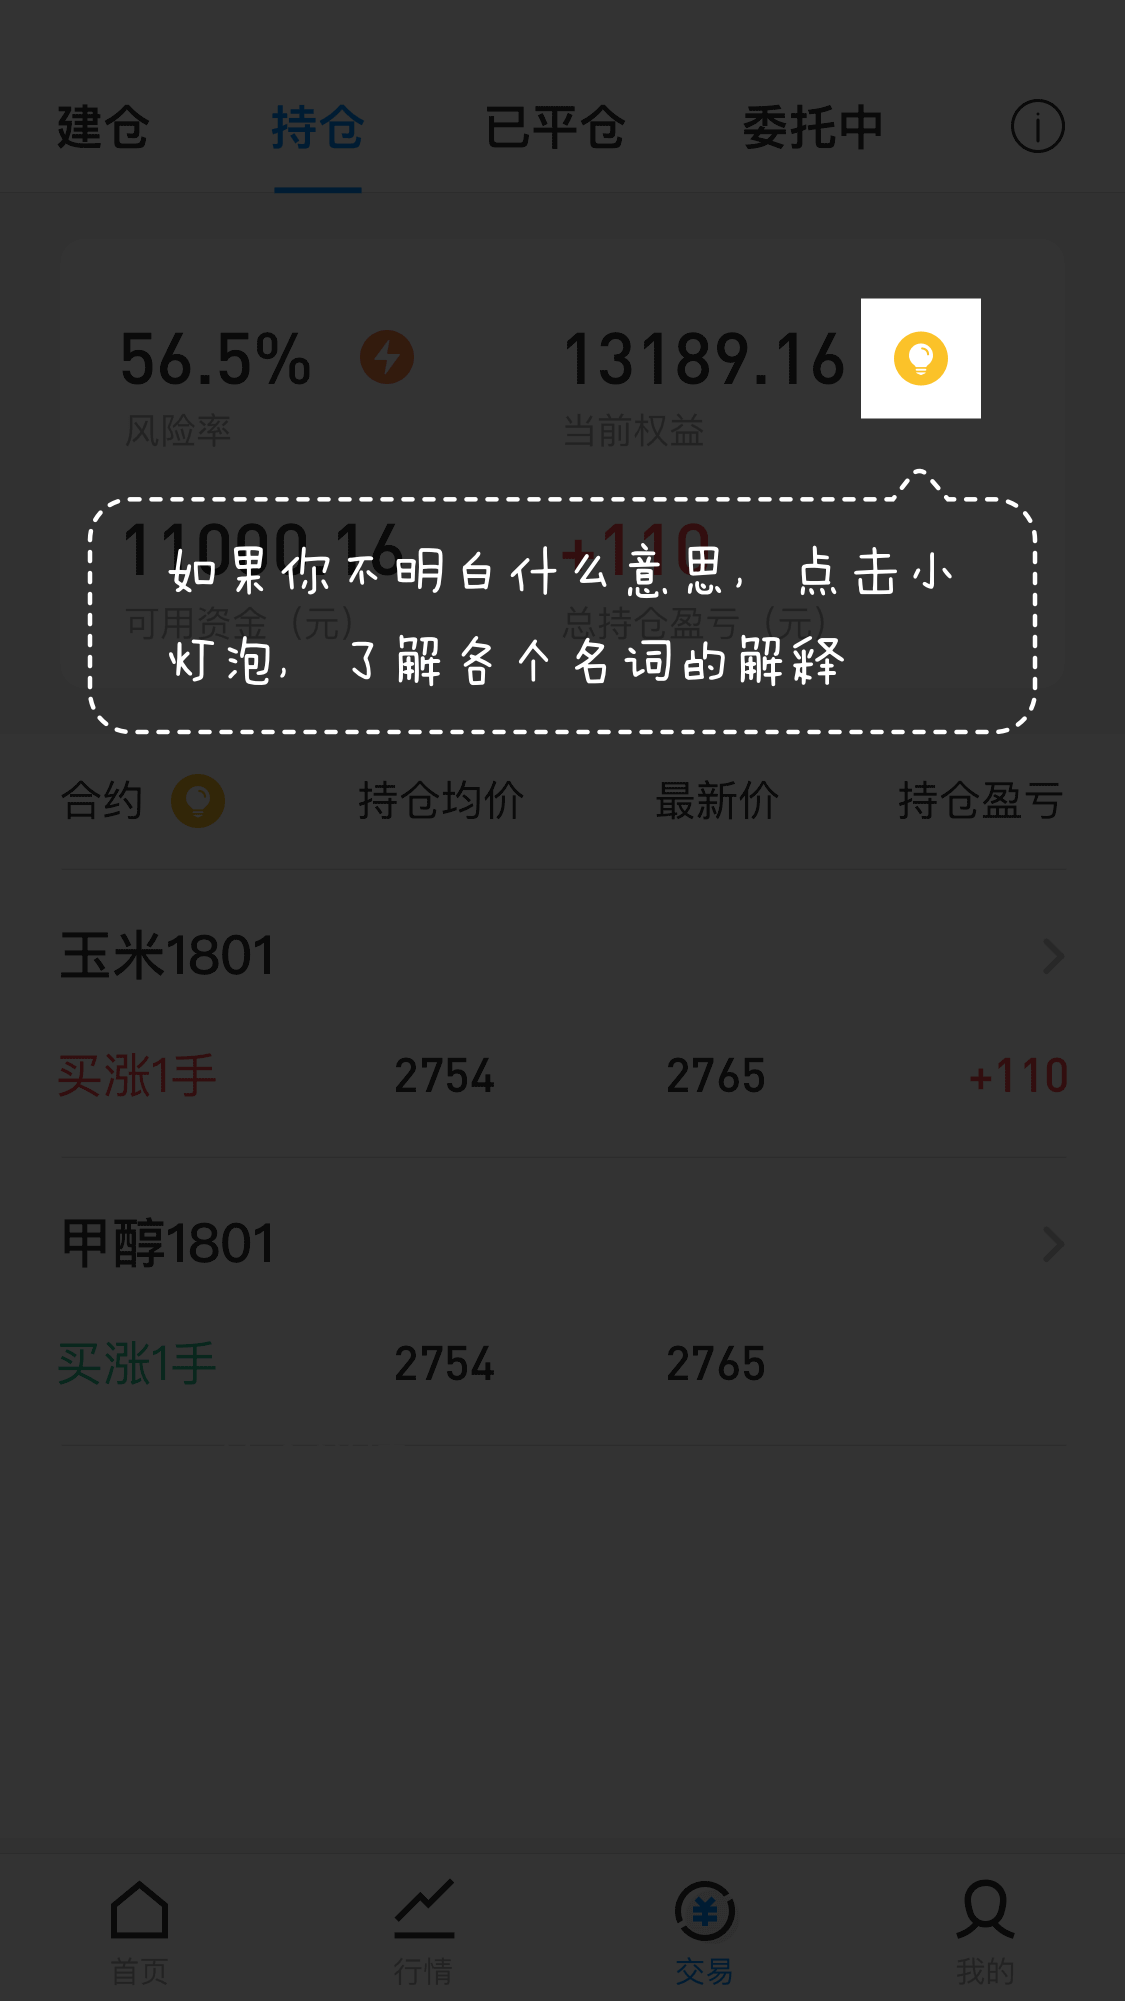 建仓 持仓 已平仓 委托中
56.5% 13189.16
风险率 当前权益
11000.16 +110
如果你不明白什么意思，点击小
可用资金（元） 总持仓盈亏（元）
灯泡，了解各个名词的解释
合约 持仓均价 最新价 持仓盈亏
玉米1801
买涨1手 2754 2765 +110
甲醇1801
买涨1手 2754 2765
首页 行情 交易 我的